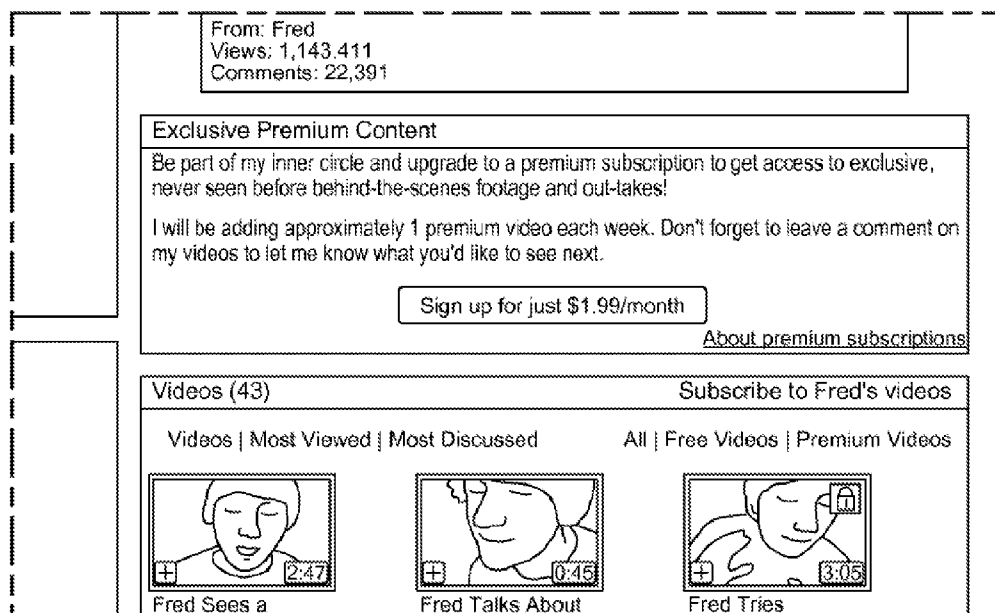 From: Fred
Views: 1,143.411
Comments: 22,391
Exclusive Premium Content
Be part of my inner circle and upgrade to a premium subscription to get access to exclusive,
never seen before behind-the-scenes footage and out-takes!
I will be adding approximately 1 premium video each week. Don't forget to leave a comment on
my videos to let me know what you'd like to see next.
Sign up for just $1.99/month
About premium subscriptions
Videos (43) Subscribe to Fred's videos
Videos | Most Viewed | Most Discussed All | Free Videos | Premium Videos
+ 2:47 + 0:45 + 3:05
Fred Sees a Fred Talks About Fred Tries